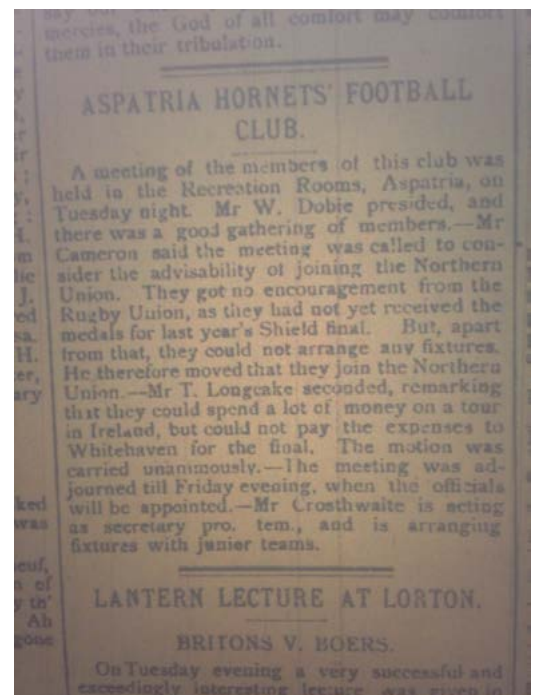 mercies, the God of all comfort may comfort
them in their tribulation.
ASPATRIA HORNETS' FOOTBALL
CLUB.
A meeting of the members of this club was
held in the Recreation Rooms, Aspatria, on
Tuesday night. Mr W. Dobie presided, and
there was a good gathering of members.—Mr
Cameron said the meeting was called to con-
sider the advisability of joining the Northern
Union. They got no encouragement from the
Rugby Union, as they had not yet received the
medals for last year's Shield final. But, apart
from that, they could not arrange any fixtures.
He therefore moved that they join the Northern
Union.—Mr T. Longcake seconded, remarking
that they could spend a lot of money on a tour
in Ireland, but could not pay the expenses to
Whitehaven for the final. The motion was
carried unanimously.—The meeting was ad-
journed till Friday evening, when the officials
will be appointed.—Mr Crosthwaite is acting
as secretary pro. tem., and is arranging
fixtures with junior teams.
LANTERN LECTURE AT LORTON.
BRITONS V. BOERS.
On Tuesday evening a very successful and
exceedingly interesting lecture was given in